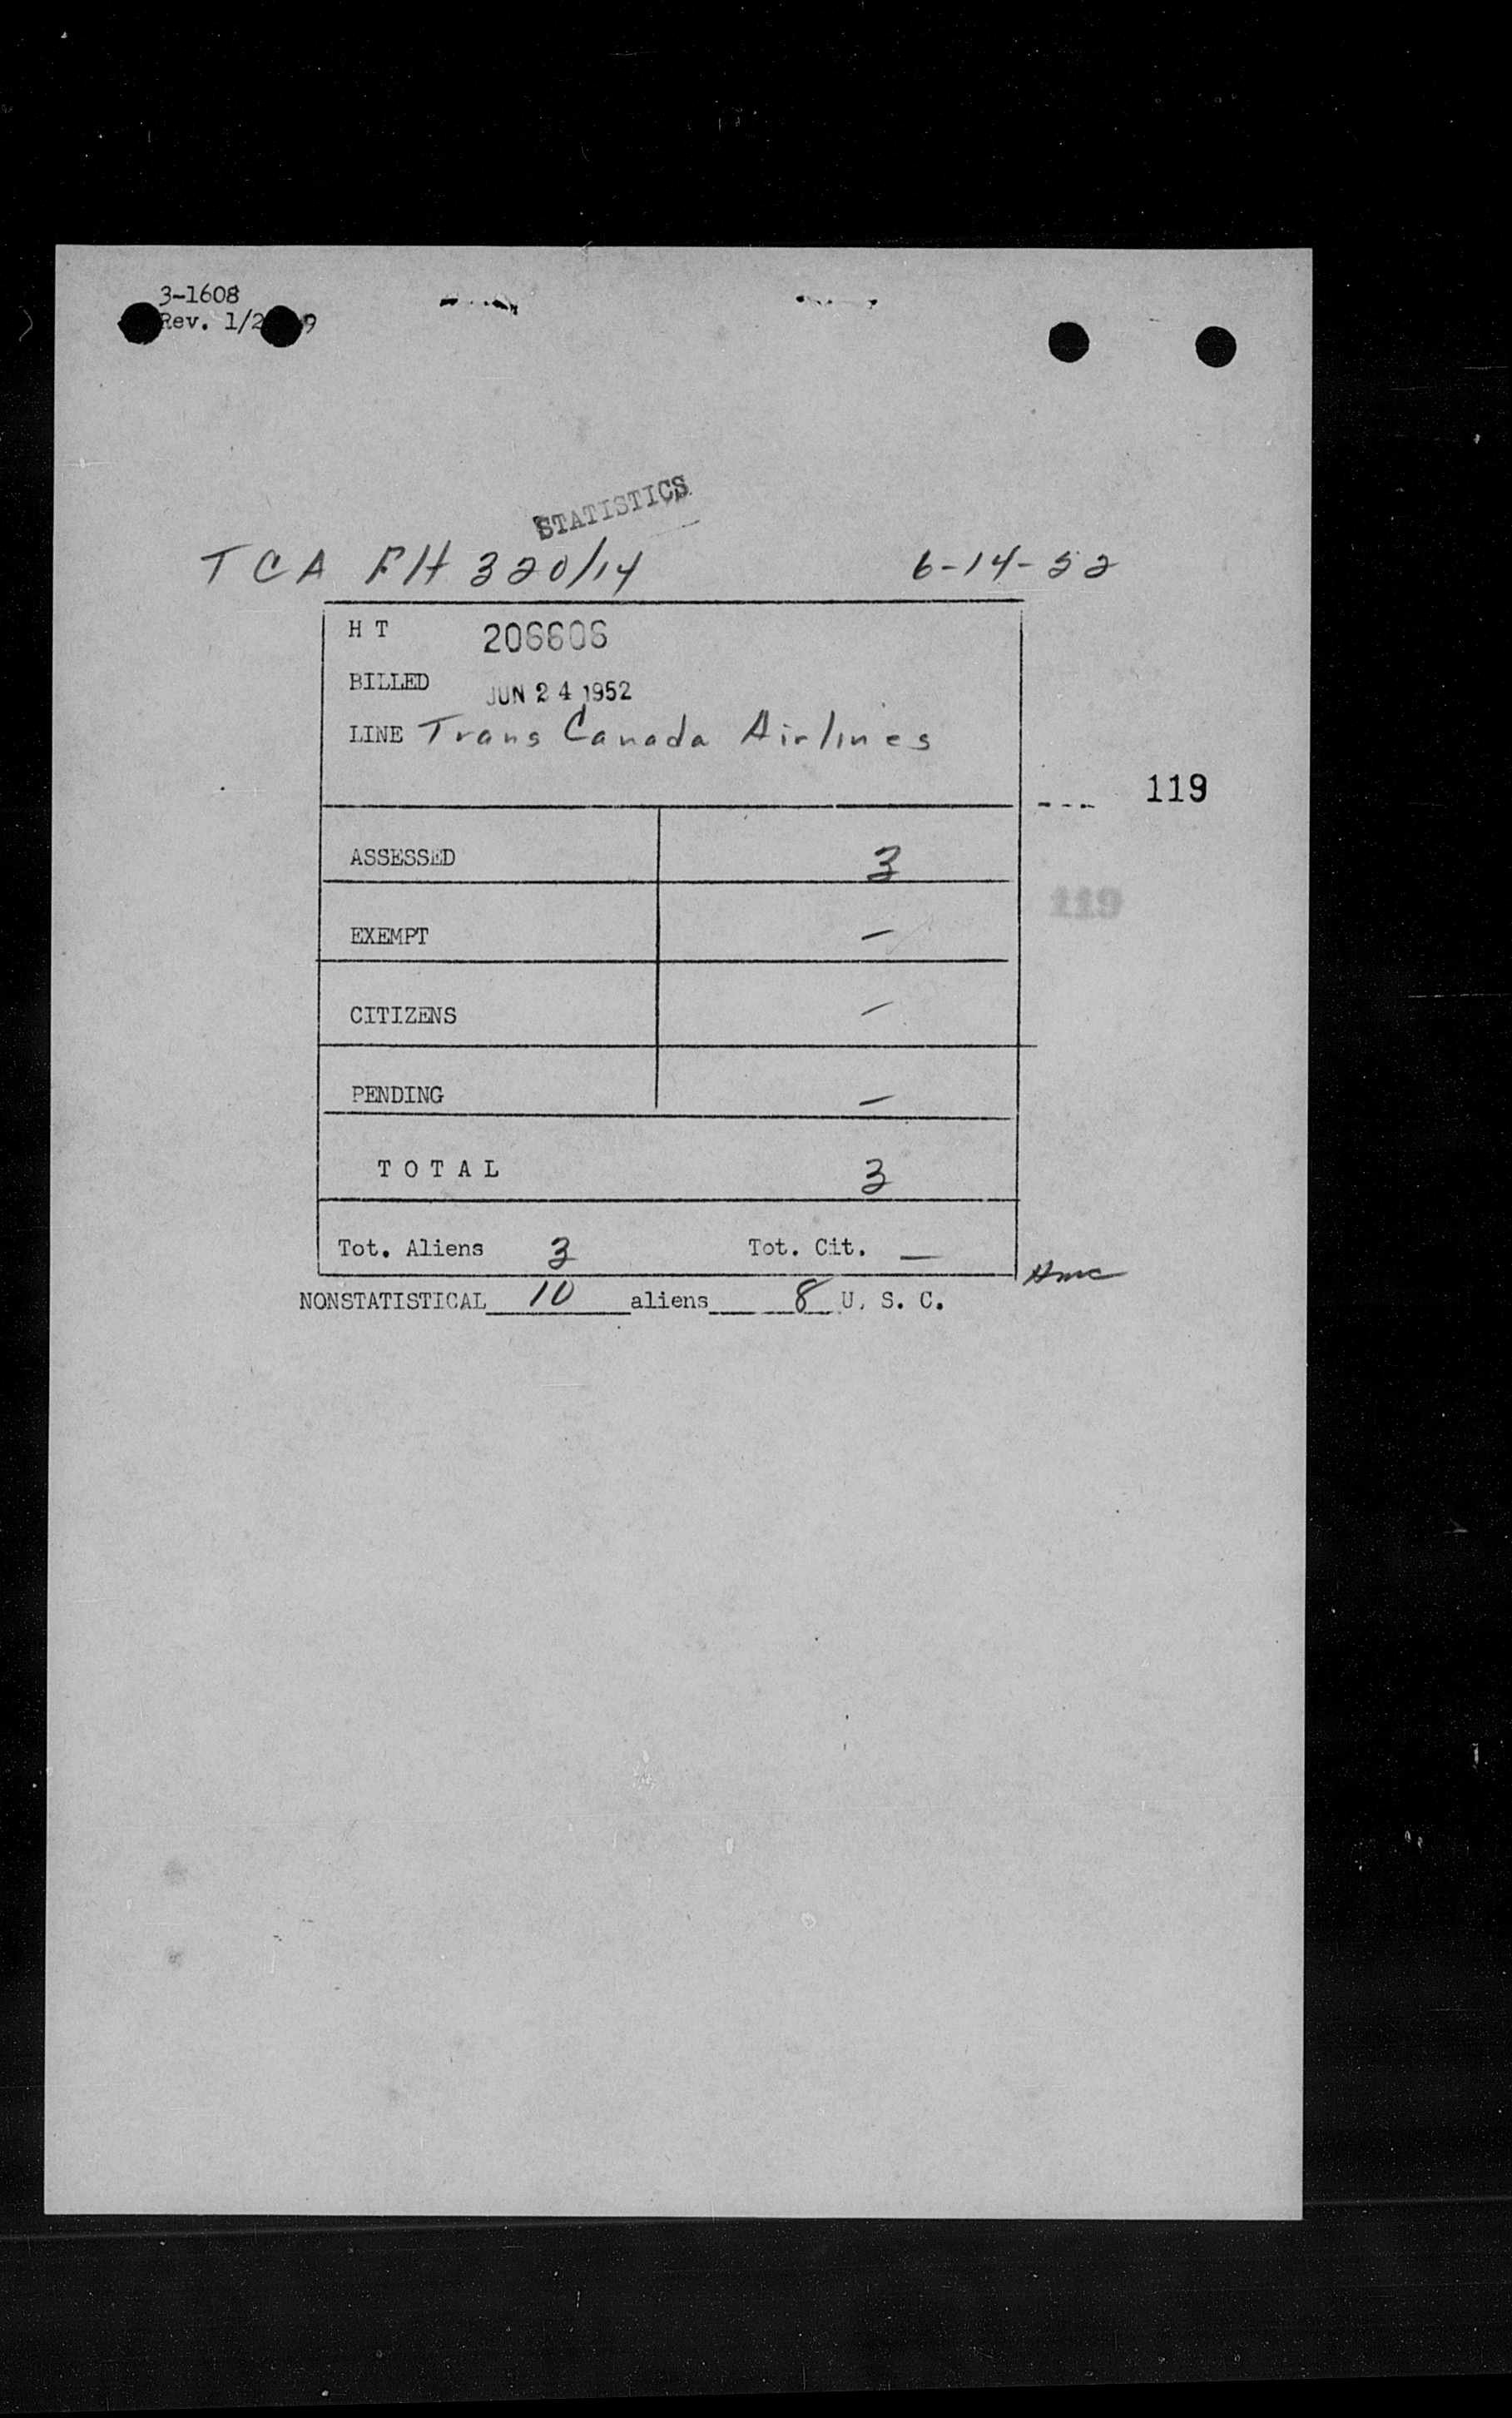 3-1608
Rev. 1/2 9
STATISTICS
TCA Flt 320/14 6-14-52
H T 206606
BILLED JUN 24 1952
LINE Trans Canada Airlines
119
ASSESSED 3
119
EXEMPT —
CITIZENS —
PENDING —
TOTAL 3
Tot. Aliens 3 Tot. Cit. —
NONSTATISTICAL 10 aliens 8 U. S. C.